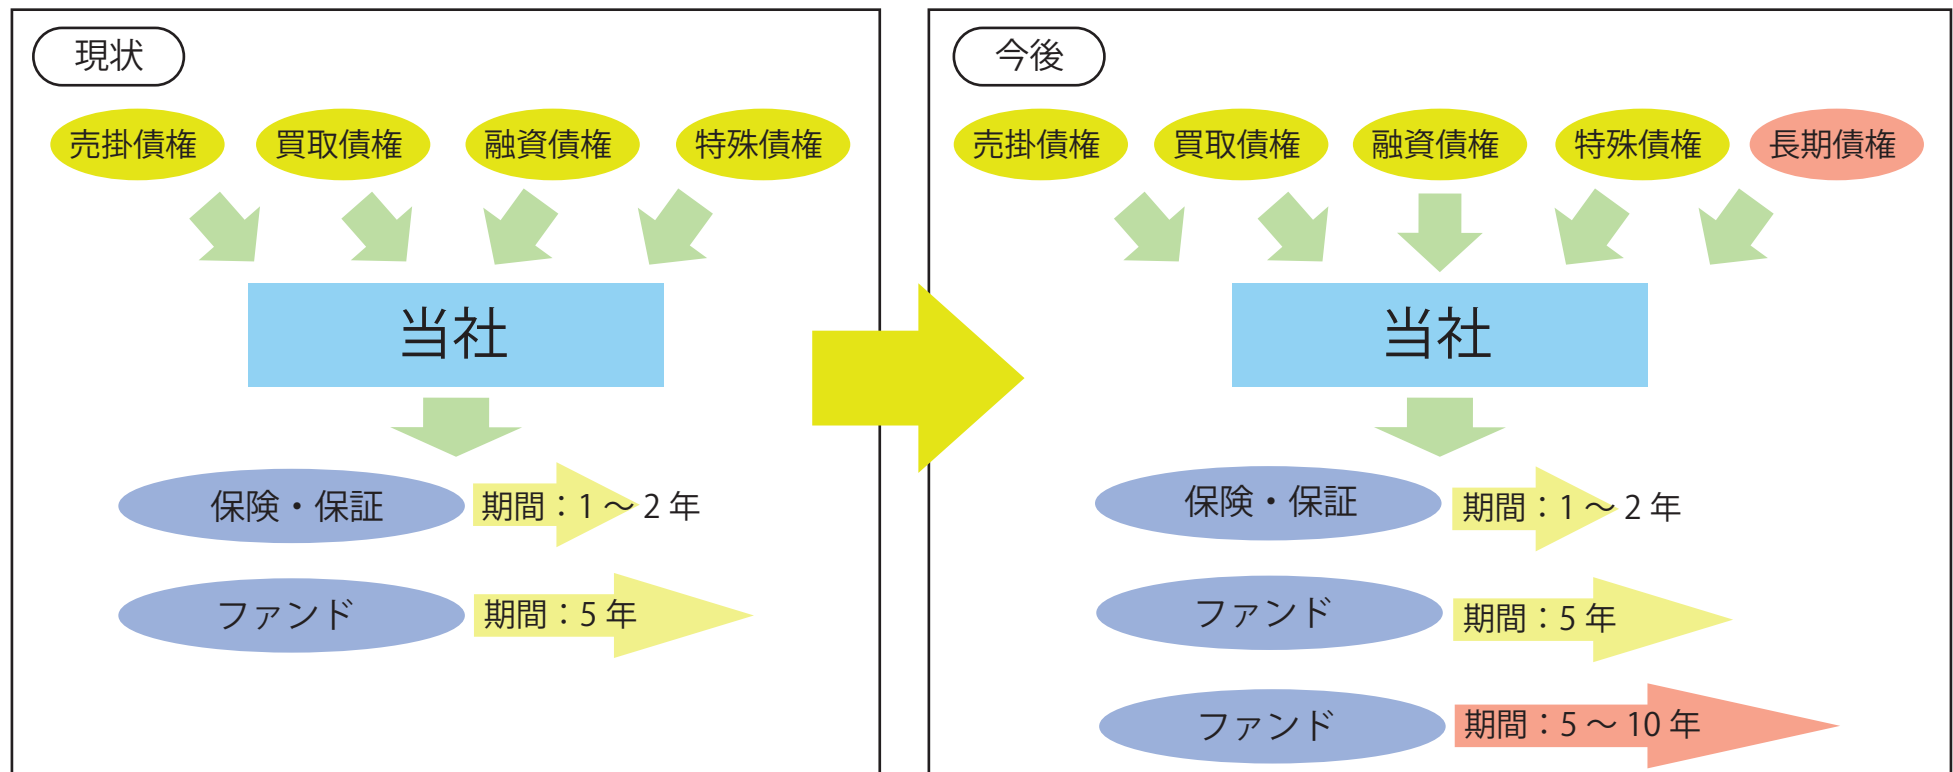 現状
売掛債権 買取債権 融資債権 特殊債権
当社
保険・保証 期間：1 ～ 2 年
ファンド 期間：5 年
今後
売掛債権 買取債権 融資債権 特殊債権 長期債権
当社
保険・保証 期間：1 ～ 2 年
ファンド 期間：5 年
ファンド 期間：5 ～ 10 年